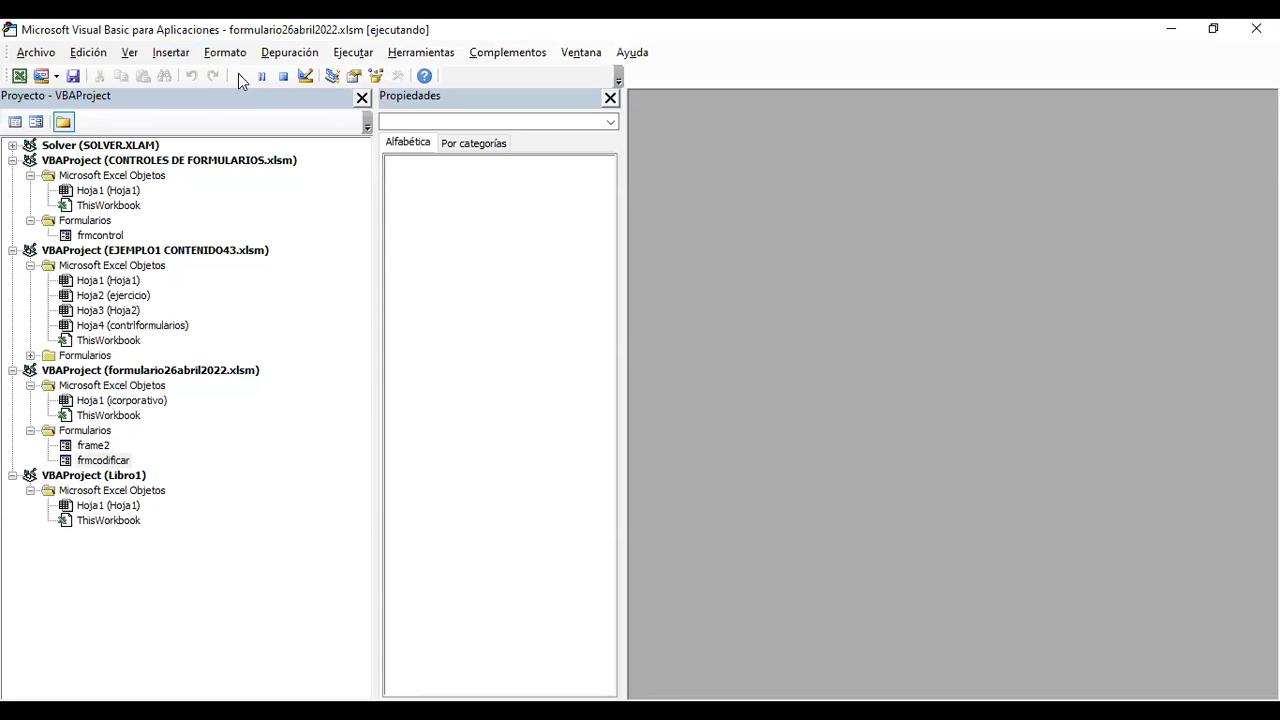 Microsoft Visual Basic para Aplicaciones - formulario26abril2022.xlsm [ejecutando]
Archivo Edición Ver Insertar Formato Depuración Ejecutar Herramientas Complementos Ventana Ayuda
Proyecto - VBAProject
Propiedades
Alfabética Por categorías
Solver (SOLVER.XLAM)
VBAProject (CONTROLES DE FORMULARIOS.xlsm)
Microsoft Excel Objetos
Hoja1 (Hoja1)
ThisWorkbook
Formularios
frmcontrol
VBAProject (EJEMPLO1 CONTENIDO43.xlsm)
Microsoft Excel Objetos
Hoja1 (Hoja1)
Hoja2 (ejercicio)
Hoja3 (Hoja2)
Hoja4 (contrlformularios)
ThisWorkbook
Formularios
VBAProject (formulario26abril2022.xlsm)
Microsoft Excel Objetos
Hoja1 (icorporativo)
ThisWorkbook
Formularios
frame2
frmcodificar
VBAProject (Libro1)
Microsoft Excel Objetos
Hoja1 (Hoja1)
ThisWorkbook